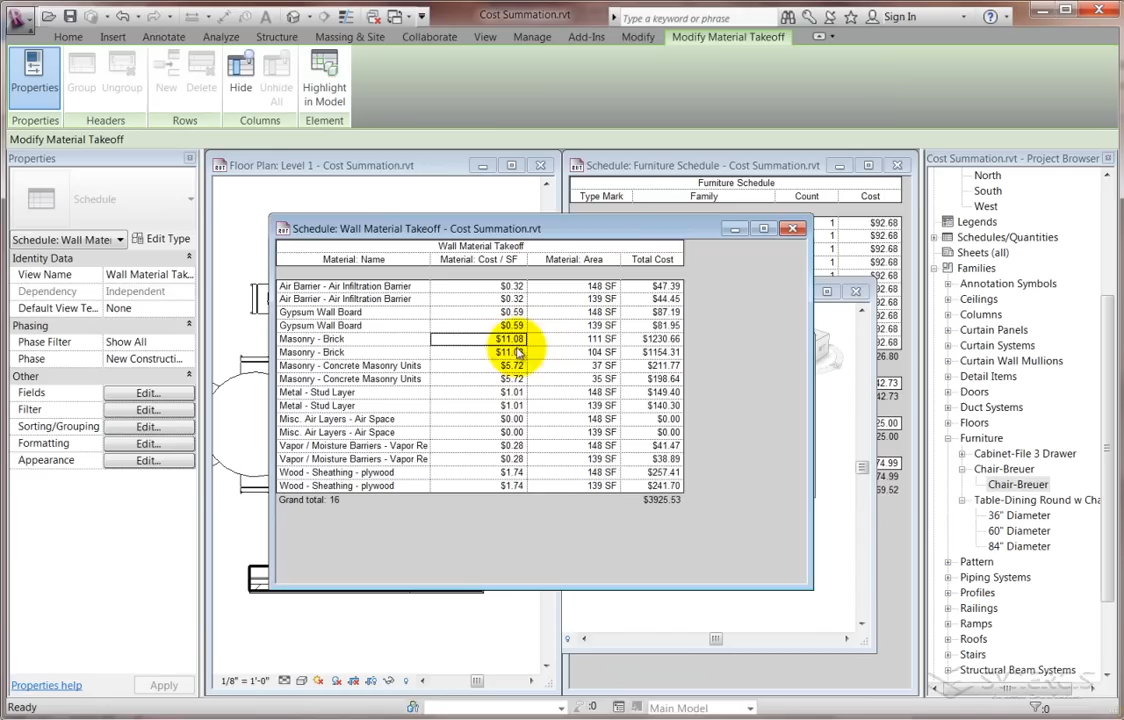 Cost Summation.rvt
Type a keyword or phrase
Sign In
Home
Insert
Annotate
Analyze
Structure
Massing & Site
Collaborate
View
Manage
Add-Ins
Modify
Modify Material Takeoff
Properties
Group
Ungroup
New
Delete
Hide
Unhide
All
Highlight
in Model
Properties
Headers
Rows
Columns
Element
Modify Material Takeoff
Properties
Schedule
Schedule: Wall Mater
Edit Type
Identity Data
View Name
Wall Material Tak...
Dependency
Independent
Default View Te...
None
Phasing
Phase Filter
Show All
Phase
New Constructi...
Other
Fields
Edit...
Filter
Edit...
Sorting/Grouping
Edit...
Formatting
Edit...
Appearance
Edit...
Properties help
Apply
Floor Plan: Level 1 - Cost Summation.rvt
1/8" = 1'-0"
Schedule: Furniture Schedule - Cost Summation.rvt
Furniture Schedule
Type Mark Family Count Cost
1 $92.68
1 $92.68
1 $92.68
1 $92.68
Schedule: Wall Material Takeoff - Cost Summation.rvt
Wall Material Takeoff
Material: Name Material: Cost / SF Material: Area Total Cost
Air Barrier - Air Infiltration Barrier $0.32 148 SF $47.39
Air Barrier - Air Infiltration Barrier $0.32 139 SF $44.45
Gypsum Wall Board $0.59 148 SF $87.19
Gypsum Wall Board $0.59 139 SF $81.95
Masonry - Brick $11.08 111 SF $1230.66
Masonry - Brick 104 SF $1154.31
Masonry - Concrete Masonry Units $5.72 37 SF $211.77
Masonry - Concrete Masonry Units $5.72 35 SF $198.64
Metal - Stud Layer $1.01 148 SF $149.40
Metal - Stud Layer $1.01 139 SF $140.30
Misc. Air Layers - Air Space $0.00 148 SF $0.00
Misc. Air Layers - Air Space $0.00 139 SF $0.00
Vapor / Moisture Barriers - Vapor Re $0.28 148 SF $41.47
Vapor / Moisture Barriers - Vapor Re $0.28 139 SF $38.89
Wood - Sheathing - plywood $1.74 148 SF $257.41
Wood - Sheathing - plywood $1.74 139 SF $241.70
Grand total: 16 $3925.53
Cost Summation.rvt - Project Browser
North
South
West
Legends
Schedules/Quantities
Sheets (all)
Families
Annotation Symbols
Ceilings
Columns
Curtain Panels
Curtain Systems
Curtain Wall Mullions
Detail Items
Doors
Duct Systems
Floors
Furniture
Cabinet-File 3 Drawer
Chair-Breuer
Chair-Breuer
Table-Dining Round w Cha
36" Diameter
60" Diameter
84" Diameter
Pattern
Piping Systems
Profiles
Railings
Ramps
Roofs
Stairs
Structural Beam Systems
Ready
:0
Main Model
:0